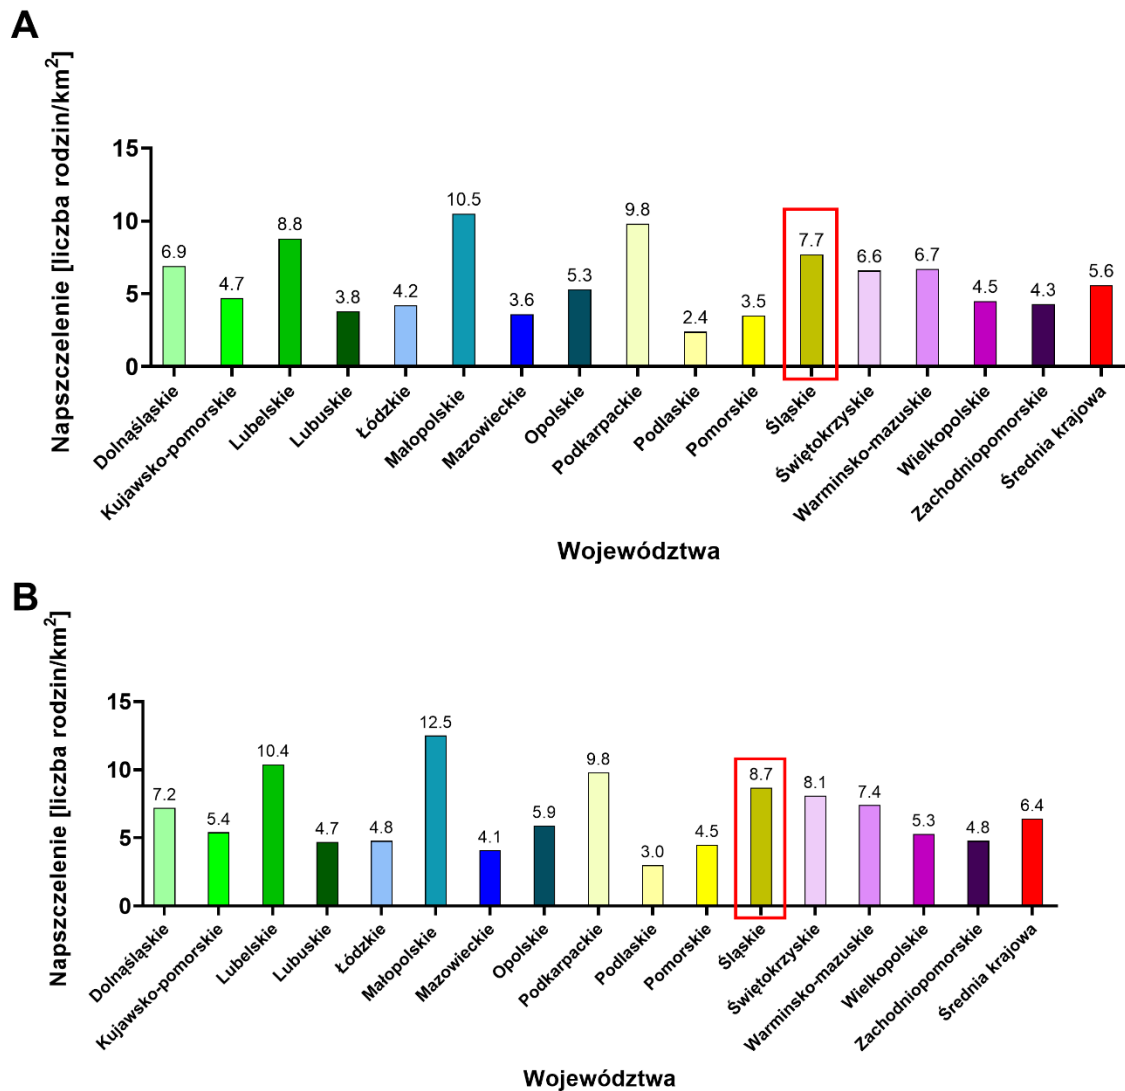 A
Napszczelenie [liczba rodzin/km²]
15
10
5
0
6.9
4.7
8.8
3.8
4.2
10.5
3.6
5.3
9.8
2.4
3.5
7.7
6.6
6.7
4.5
4.3
5.6
Dolnąśląskie
Kujawsko-pomorskie
Lubelskie
Lubuskie
Łódzkie
Małopolskie
Mazowieckie
Opolskie
Podkarpackie
Podlaskie
Pomorskie
Śląskie
Świętokrzyskie
Warminsko-mazuskie
Wielkopolskie
Zachodniopomorskie
Średnia krajowa
Województwa
B
Napszczelenie [liczba rodzin/km²]
15
10
5
0
7.2
5.4
10.4
4.7
4.8
12.5
4.1
5.9
9.8
3.0
4.5
8.7
8.1
7.4
5.3
4.8
6.4
Dolnąśląskie
Kujawsko-pomorskie
Lubelskie
Lubuskie
Łódzkie
Małopolskie
Mazowieckie
Opolskie
Podkarpackie
Podlaskie
Pomorskie
Śląskie
Świętokrzyskie
Warminsko-mazuskie
Wielkopolskie
Zachodniopomorskie
Średnia krajowa
Województwa